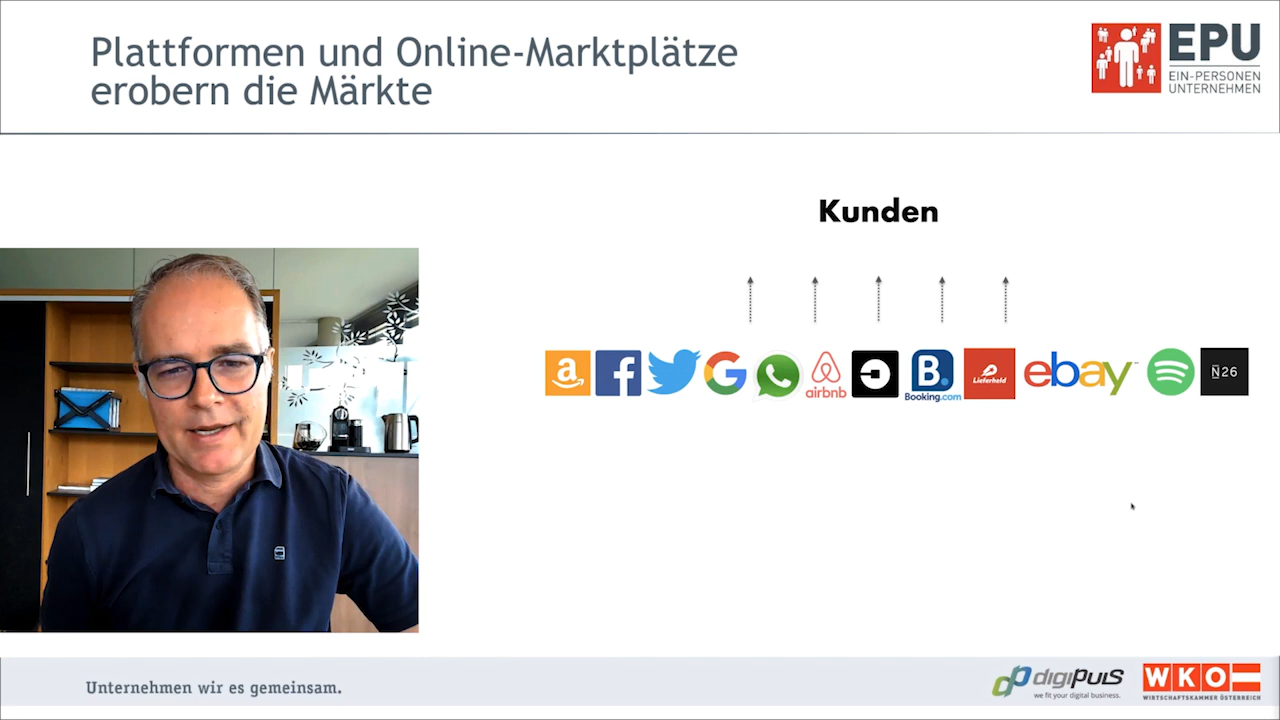 Plattformen und Online-Marktplätze
erobern die Märkte
EPU
EIN-PERSONEN
UNTERNEHMEN
Kunden
airbnb
Booking.com
Lieferheld
ebay
N26
Unternehmen wir es gemeinsam.
digiPULS
we fit your digital business.
WKO
WIRTSCHAFTSKAMMER ÖSTERREICH